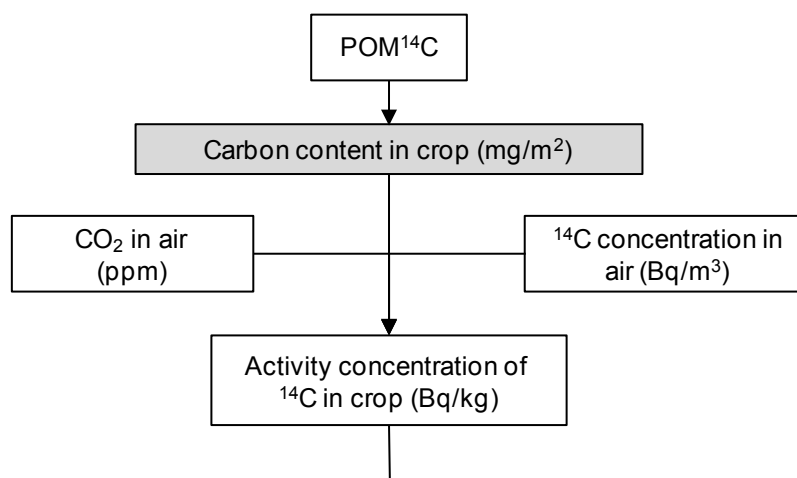 POM¹⁴C
Carbon content in crop (mg/m²)
CO₂ in air
(ppm)
¹⁴C concentration in
air (Bq/m³)
Activity concentration of
¹⁴C in crop (Bq/kg)